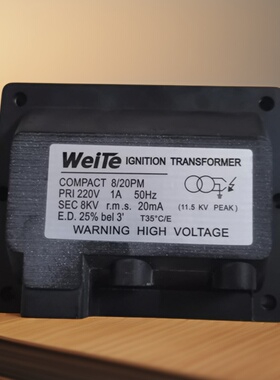 WeiTe IGNITION TRANSFORMER
COMPACT 8/20PM
PRI 220V 1A 50Hz
SEC 8KV r.m.s. 20mA (11.5 KV PEAK)
E.D. 25% bel 3' T35°C/E
WARNING HIGH VOLTAGE